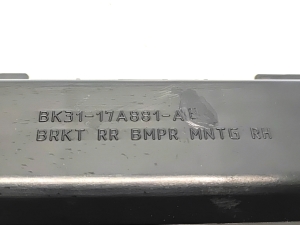 BK31-17A881-AE
BRKT RR BMPR MNTG RH